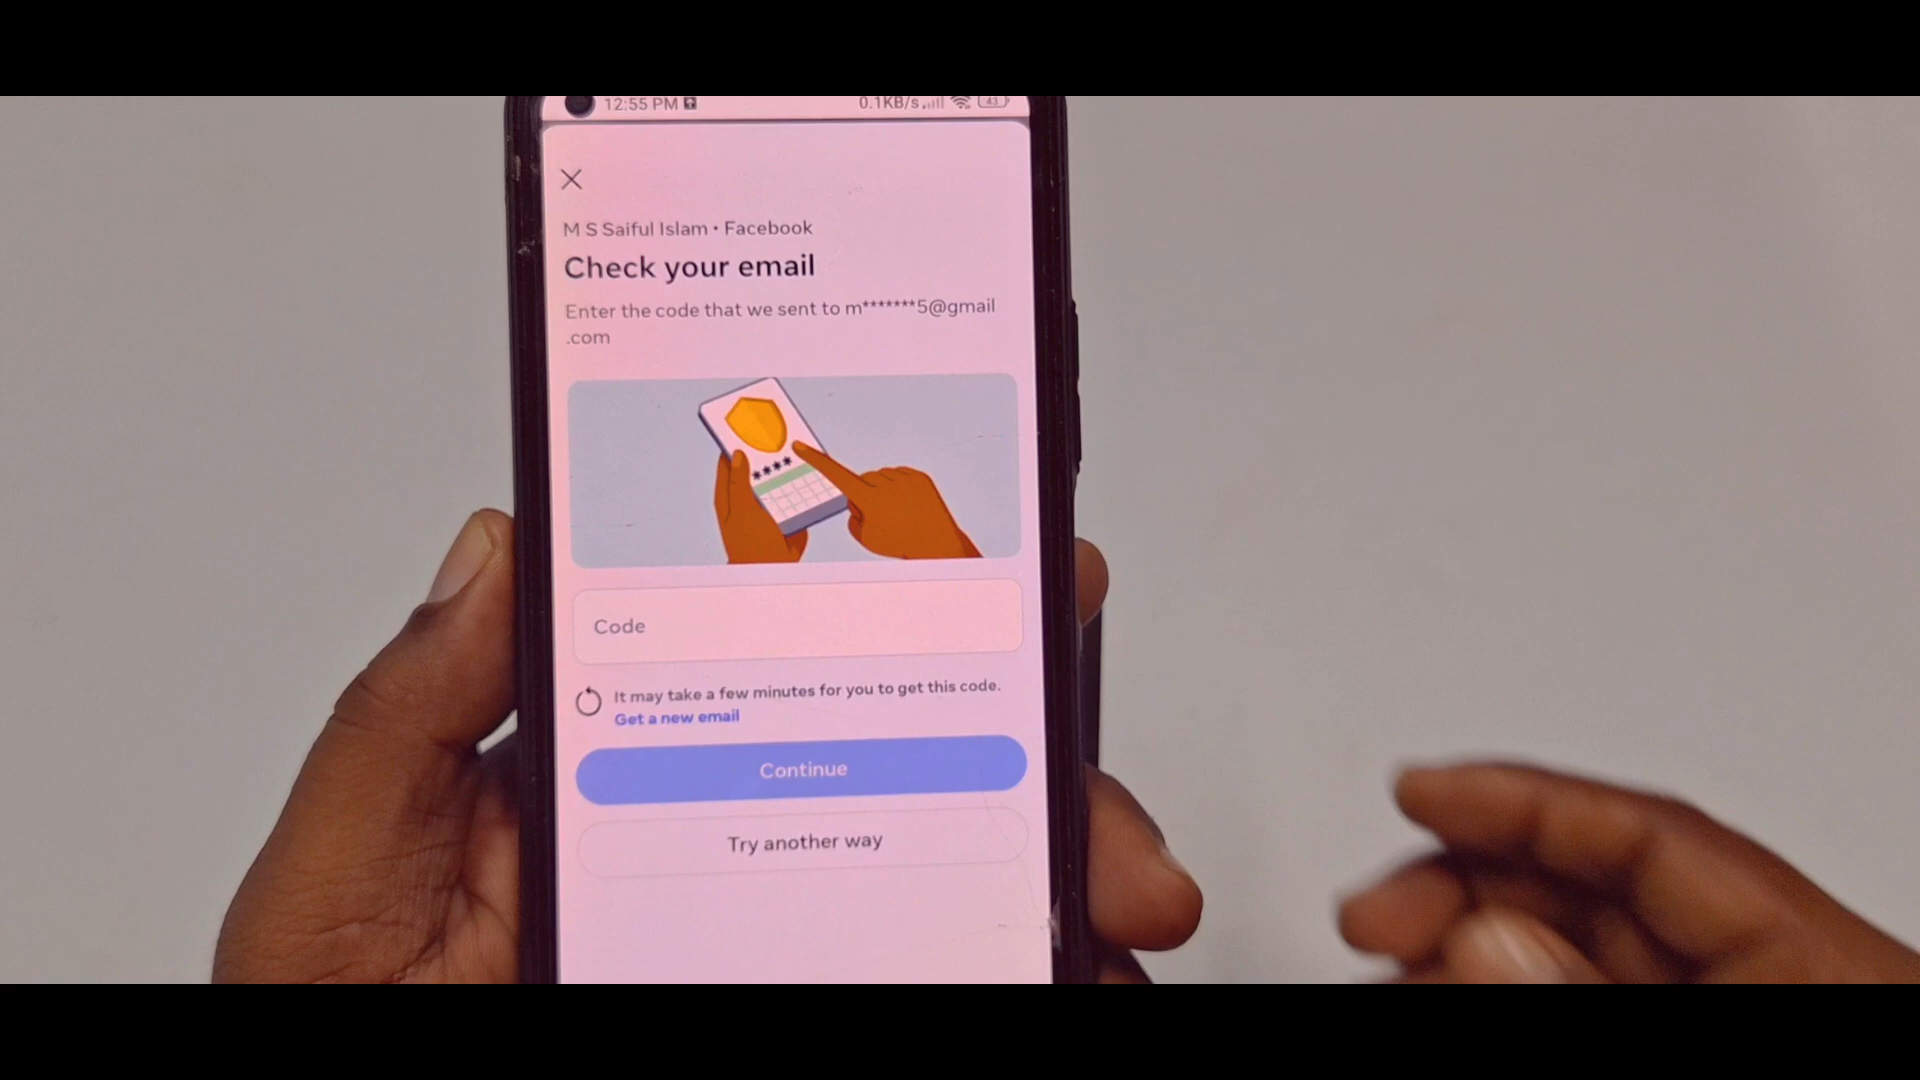 12:55 PM 0.1KB/s 43
M S Saiful Islam • Facebook
Check your email
Enter the code that we sent to m*******5@gmail
.com
****
Code
It may take a few minutes for you to get this code.
Get a new email
Continue
Try another way